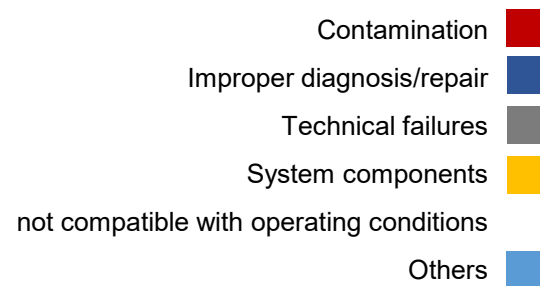 Contamination
Improper diagnosis/repair
Technical failures
System components
not compatible with operating conditions
Others